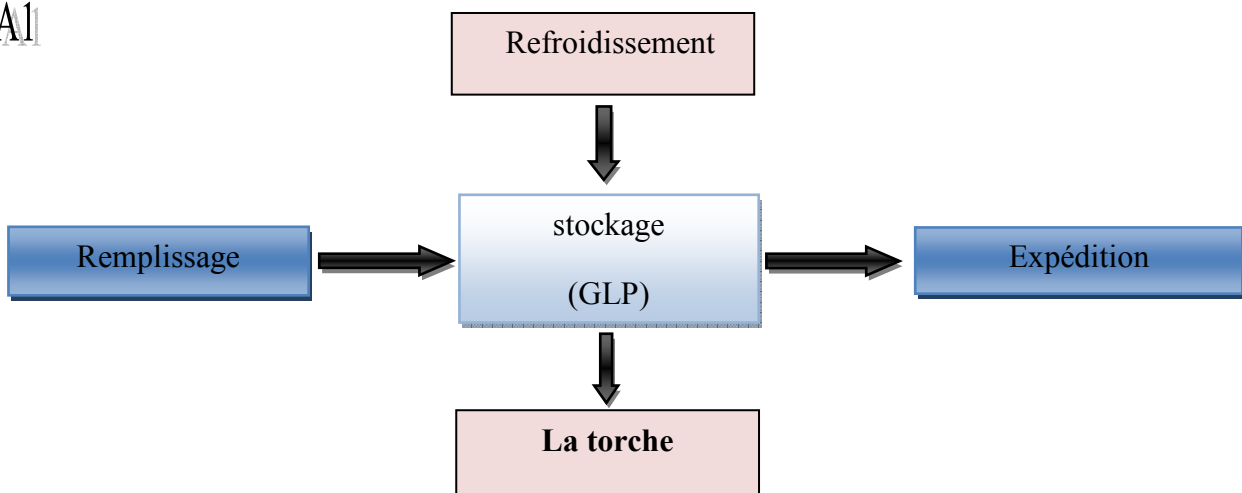 A1
Refroidissement
stockage
(GLP)
Remplissage
Expédition
La torche